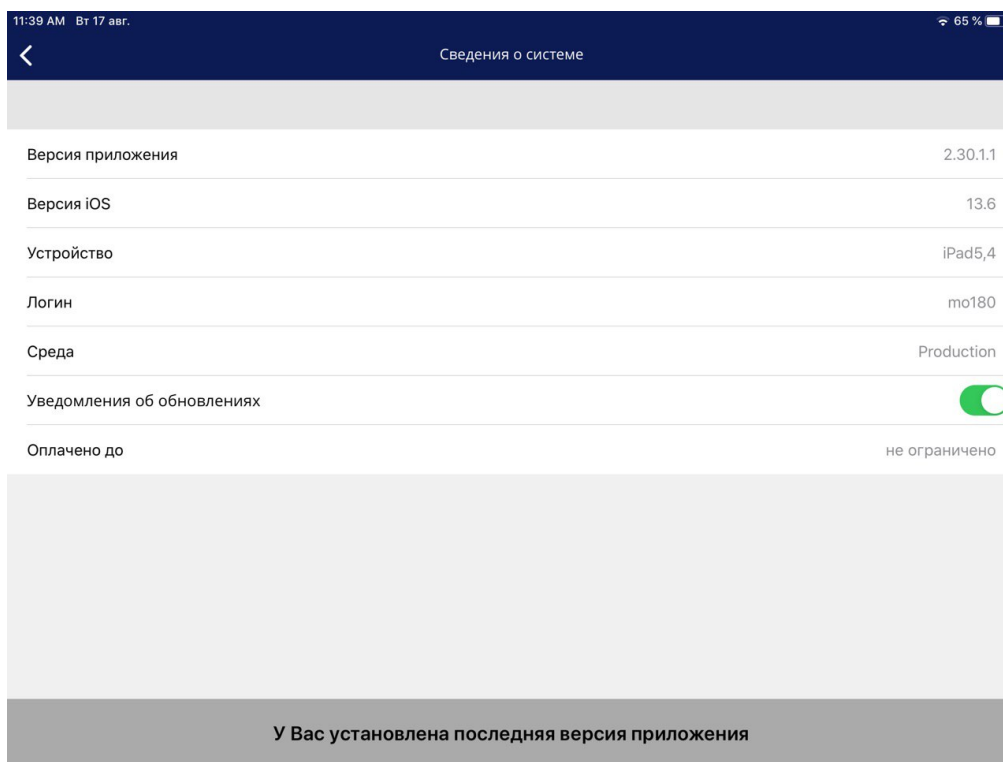 11:39 AM Вт 17 авг. 65 %
Сведения о системе
Версия приложения 2.30.1.1
Версия iOS 13.6
Устройство iPad5,4
Логин mo180
Среда Production
Уведомления об обновлениях
Оплачено до не ограничено
У Вас установлена последняя версия приложения